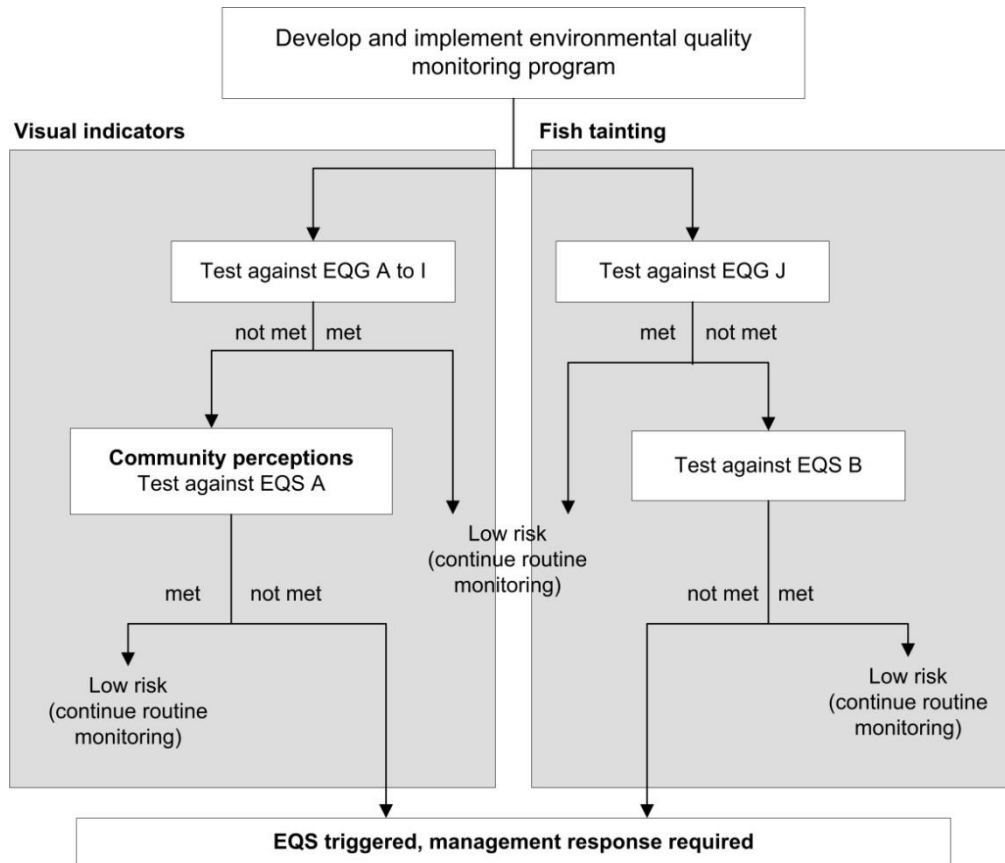 Develop and implement environmental quality
monitoring program
Visual indicators
Fish tainting
Test against EQG A to I
Test against EQG J
not met
met
met
not met
Community perceptions
Test against EQS A
Test against EQS B
Low risk
(continue routine
monitoring)
met
not met
not met
met
Low risk
(continue routine
monitoring)
Low risk
(continue routine
monitoring)
EQS triggered, management response required